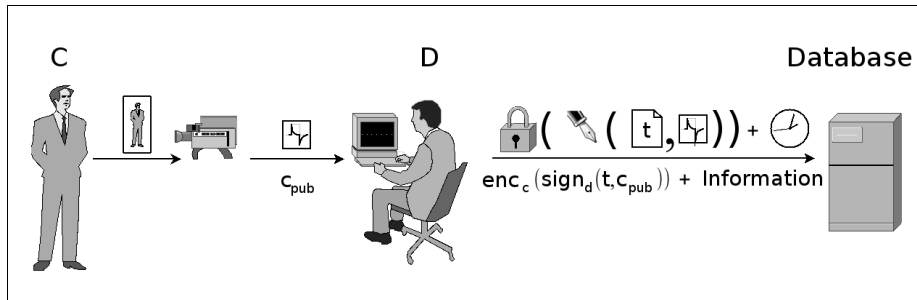 C
D
Database
( ( t , ) ) +
c_pub
enc_c (sign_d (t,c_pub)) + Information